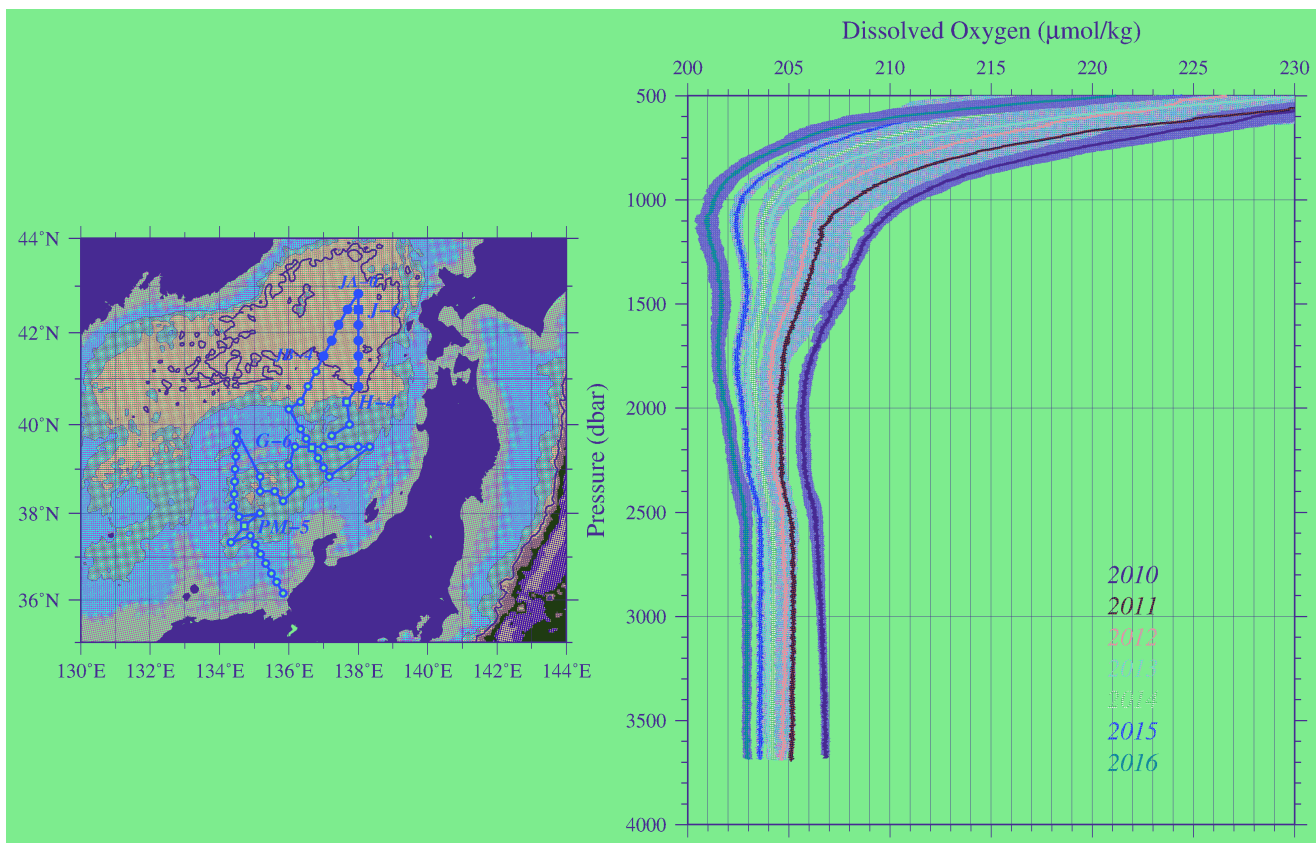 Dissolved Oxygen (μmol/kg)
200 205 210 215 220 225 230
500
1000
1500
2000
2500
3000
3500
4000
Pressure (dbar)
2010
2011
2012
2013
2014
2015
2016
44°N
42°N
40°N
38°N
36°N
130°E 132°E 134°E 136°E 138°E 140°E 142°E 144°E
J-6
H-4
G-6
PM-5